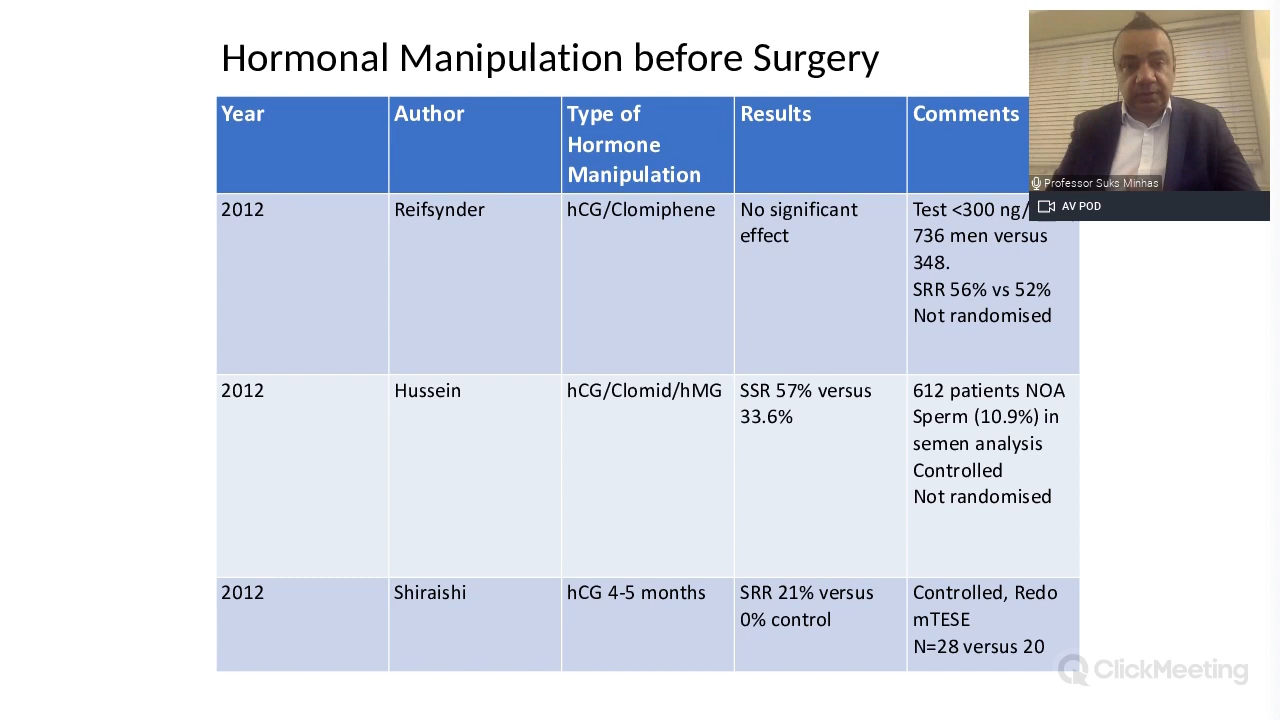 Hormonal Manipulation before Surgery
Year
Author
Type of
Hormone
Manipulation
Results
Comments
2012
Reifsynder
hCG/Clomiphene
No significant
effect
Test <300 ng/
736 men versus
348.
SRR 56% vs 52%
Not randomised
2012
Hussein
hCG/Clomid/hMG
SSR 57% versus
33.6%
612 patients NOA
Sperm (10.9%) in
semen analysis
Controlled
Not randomised
2012
Shiraishi
hCG 4-5 months
SRR 21% versus
0% control
Controlled, Redo
mTESE
N=28 versus 20
Professor Suks Minhas
AV POD
ClickMeeting